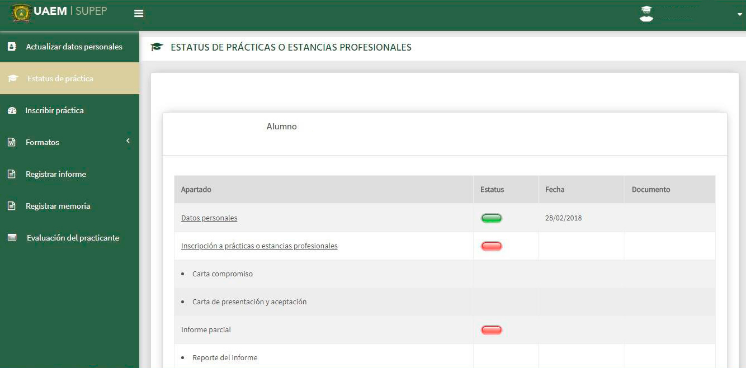 UAEM | SUPEP
Actualizar datos personales
Estatus de práctica
Inscribir práctica
Formatos
Registrar informe
Registrar memoria
Evaluación del practicante
ESTATUS DE PRÁCTICAS O ESTANCIAS PROFESIONALES
Alumno
Apartado Estatus Fecha Documento
Datos personales 28/02/2018
Inscripción a prácticas o estancias profesionales
• Carta compromiso
• Carta de presentación y aceptación
Informe parcial
• Reporte del informe